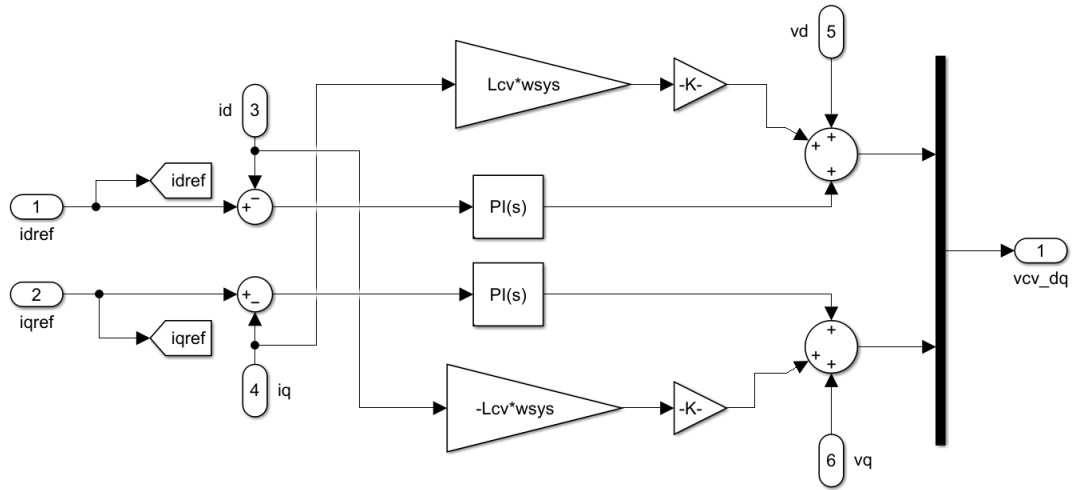 vd
5
Lcv*wsys
-K-
id
3
+
+
+
idref
−
+
1
idref
PI(s)
1
vcv_dq
2
iqref
+
−
PI(s)
iqref
+
+
+
4
iq
-Lcv*wsys
-K-
6
vq